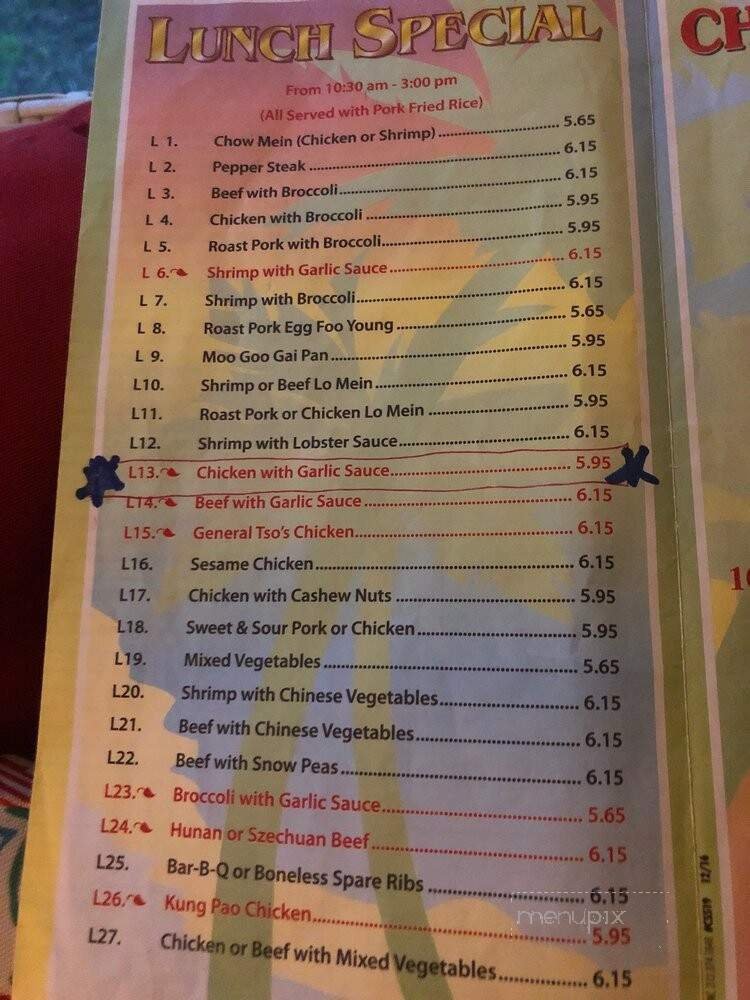 LUNCH SPECIAL
From 10:30 am - 3:00 pm
(All Served with Pork Fried Rice)
L 1. Chow Mein (Chicken or Shrimp) 5.65
L 2. Pepper Steak 6.15
L 3. Beef with Broccoli 6.15
L 4. Chicken with Broccoli 5.95
L 5. Roast Pork with Broccoli 5.95
L 6. Shrimp with Garlic Sauce 6.15
L 7. Shrimp with Broccoli 6.15
L 8. Roast Pork Egg Foo Young 5.65
L 9. Moo Goo Gai Pan 5.95
L10. Shrimp or Beef Lo Mein 6.15
L11. Roast Pork or Chicken Lo Mein 5.95
L12. Shrimp with Lobster Sauce 6.15
L13. Chicken with Garlic Sauce 5.95
L14. Beef with Garlic Sauce 6.15
L15. General Tso's Chicken 6.15
L16. Sesame Chicken 6.15
L17. Chicken with Cashew Nuts 5.95
L18. Sweet & Sour Pork or Chicken 5.95
L19. Mixed Vegetables 5.65
L20. Shrimp with Chinese Vegetables 6.15
L21. Beef with Chinese Vegetables 6.15
L22. Beef with Snow Peas 6.15
L23. Broccoli with Garlic Sauce 5.65
L24. Hunan or Szechuan Beef 6.15
L25. Bar-B-Q or Boneless Spare Ribs 6.15
L26. Kung Pao Chicken 5.95
L27. Chicken or Beef with Mixed Vegetables 6.15
CH
10
12/16
menupix